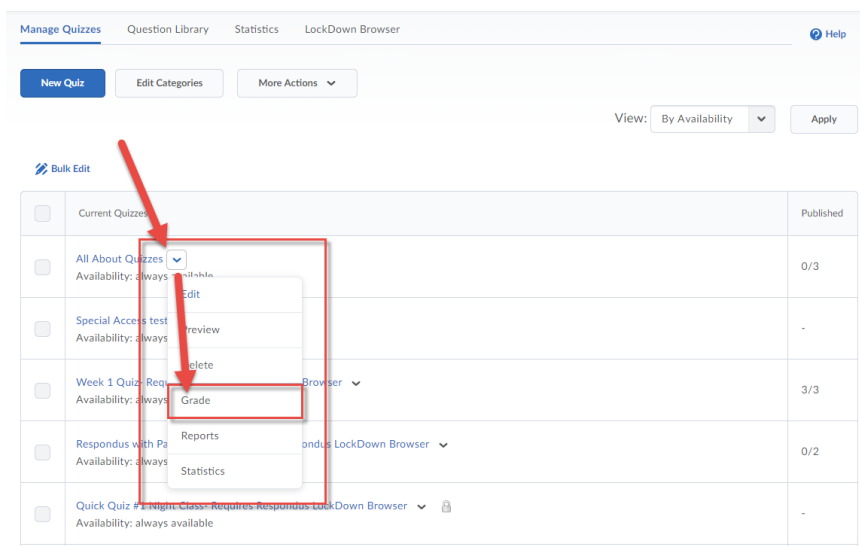 Manage Quizzes Question Library Statistics LockDown Browser
Help
New Quiz Edit Categories More Actions
View: By Availability Apply
Bulk Edit
Current Quizzes Published
All About Quizzes 0/3
Availability: always available
Edit
Special Access test -
Availability: always
Preview
Delete
Week 1 Quiz- Requ Browser 3/3
Availability: always
Grade
Reports
Respondus with Pa ondus LockDown Browser 0/2
Availability: always
Statistics
Quick Quiz #1 Night Class- Requires Respondus LockDown Browser -
Availability: always available